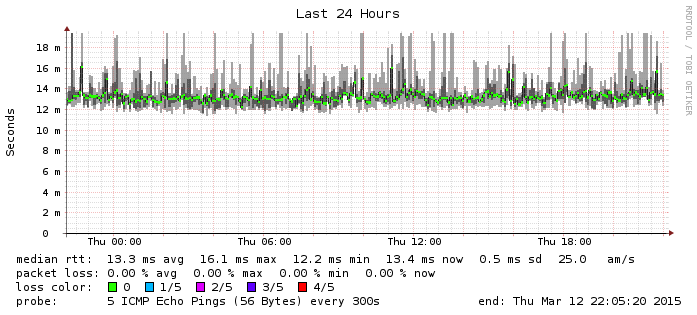 Last 24 Hours
RRDTOOL / TOBI OETIKER
Seconds
18 m
16 m
14 m
12 m
10 m
8 m
6 m
4 m
2 m
0
Thu 00:00 Thu 06:00 Thu 12:00 Thu 18:00
median rtt: 13.3 ms avg 16.1 ms max 12.2 ms min 13.4 ms now 0.5 ms sd 25.0 am/s
packet loss: 0.00 % avg 0.00 % max 0.00 % min 0.00 % now
loss color: 0 1/5 2/5 3/5 4/5
probe: 5 ICMP Echo Pings (56 Bytes) every 300s end: Thu Mar 12 22:05:20 2015